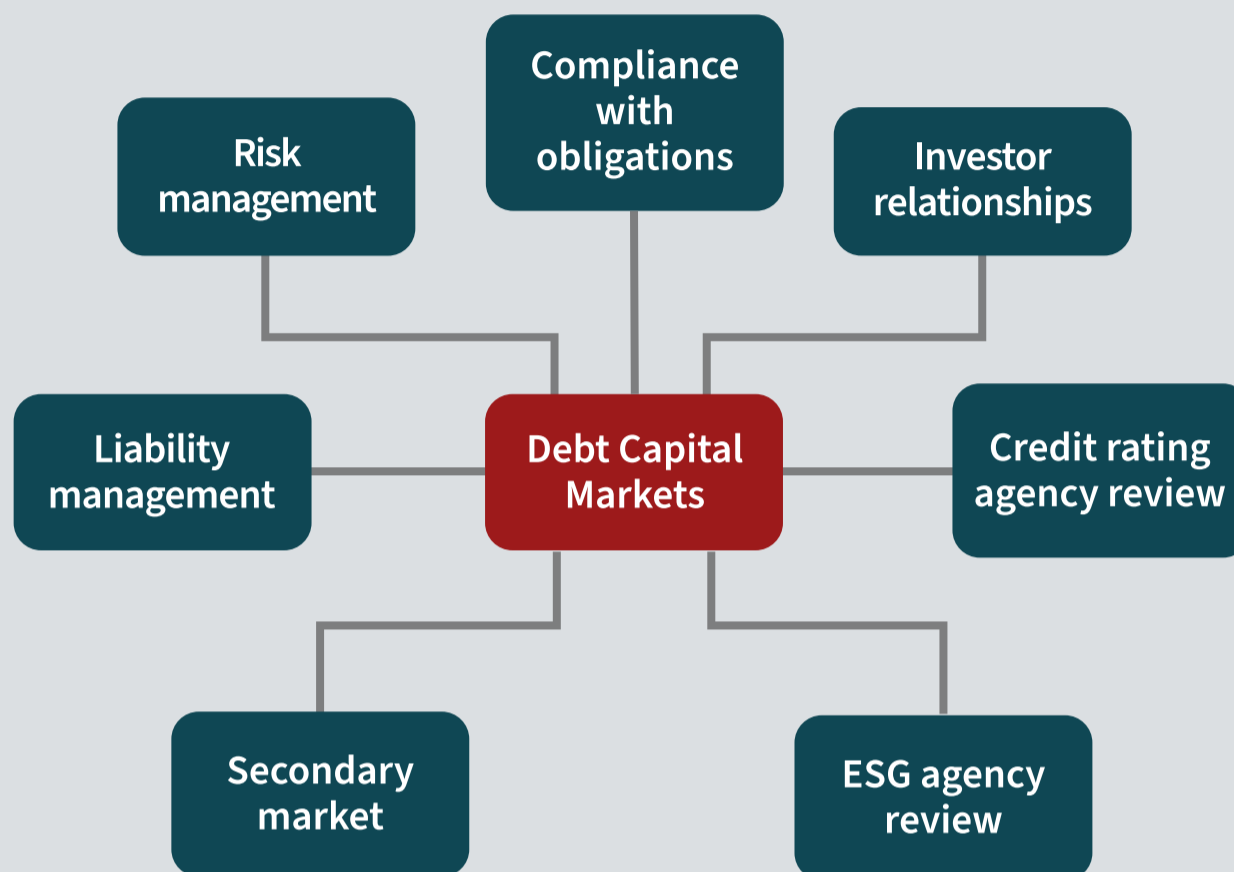 Compliance
with
obligations
Risk
management
Investor
relationships
Liability
management
Debt Capital
Markets
Credit rating
agency review
Secondary
market
ESG agency
review